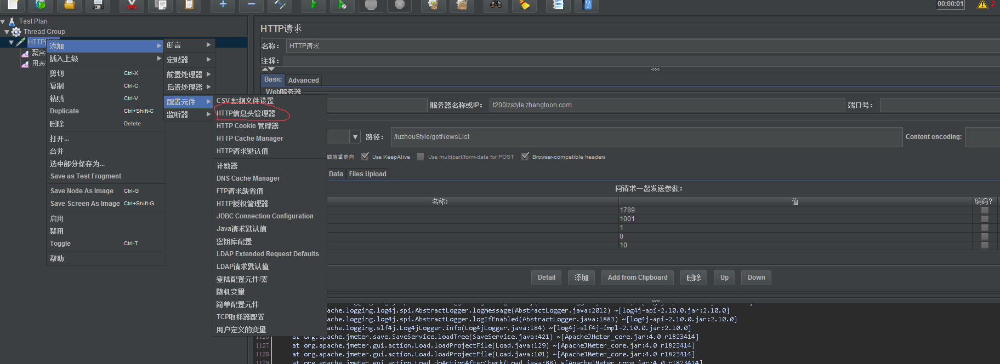 00:00:01
2
Test Plan
Thread Group
HTTP
聚合
用表
添加
插入上级
剪切 Ctrl-X
复制 Ctrl-C
粘贴 Ctrl-V
Duplicate Ctrl+Shift-C
删除 Delete
打开...
合并
选中部分保存为...
Save as Test Fragment
Save Node As Image Ctrl-G
Save Screen As Image Ctrl+Shift-G
启用
禁用
Toggle Ctrl-T
帮助
断言
定时器
前置处理器
后置处理器
配置元件
监听器
CSV 数据文件设置
HTTP信息头管理器
HTTP Cookie 管理器
HTTP Cache Manager
HTTP请求默认值
计数器
DNS Cache Manager
FTP请求缺省值
HTTP授权管理器
JDBC Connection Configuration
Java请求默认值
密钥库配置
LDAP Extended Request Defaults
LDAP请求默认值
登陆配置元件/素
随机变量
简单配置元件
TCP取样器配置
用户定义的变量
HTTP请求
名称： HTTP请求
注释：
Basic Advanced
Web服务器
服务器名称或IP： t200lzstyle.zhengtoon.com 端口号：
路径： /luzhouStyle/getNewsList Content encoding:
跟随重定向 Use KeepAlive Use multipart/form-data for POST Browser-compatible headers
Data Files Upload
同请求一起发送参数：
名称： 值 编码?
1789
1001
1
0
10
Detail 添加 Add from Clipboard 删除 Up Down
ache.logging.log4j.spi.AbstractLogger.logMessage(AbstractLogger.java:2012) ~[log4j-api-2.10.0.jar:2.10.0]
ache.logging.log4j.spi.AbstractLogger.logIfEnabled(AbstractLogger.java:1883) ~[log4j-api-2.10.0.jar:2.10.0]
ache.logging.slf4j.Log4jLogger.info(Log4jLogger.java:184) ~[log4j-slf4j-impl-2.10.0.jar:2.10.0]
1126 at org.apache.jmeter.save.SaveService.loadTree(SaveService.java:421) ~[ApacheJMeter_core.jar:4.0 r1823414]
1127 at org.apache.jmeter.gui.action.Load.loadProjectFile(Load.java:129) ~[ApacheJMeter_core.jar:4.0 r1823414]
1128 at org.apache.jmeter.gui.action.Load.loadProjectFile(Load.java:101) ~[ApacheJMeter_core.jar:4.0 r1823414]
1129 at org.apache.jmeter.gui.action.Load.doActionAfterCheck(Load.java:88) ~[ApacheJMeter_core.jar:4.0 r1823414]